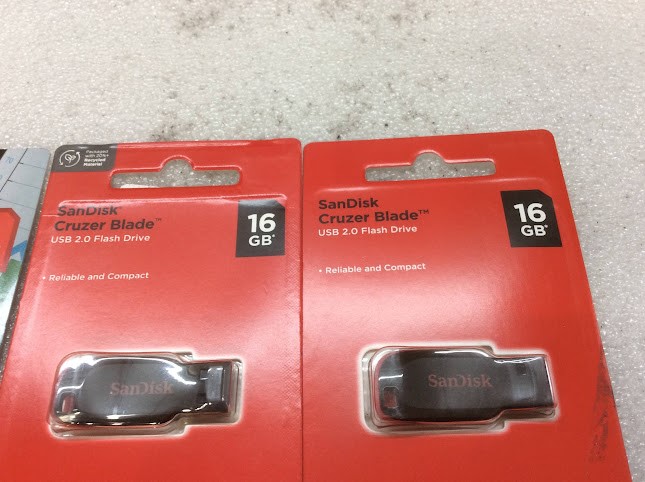 Packaged
with 20%+
Recycled
Material
SanDisk
Cruzer Blade™
USB 2.0 Flash Drive
16
GB*
• Reliable and Compact
SanDisk
SanDisk
Cruzer Blade™
USB 2.0 Flash Drive
16
GB*
• Reliable and Compact
SanDisk